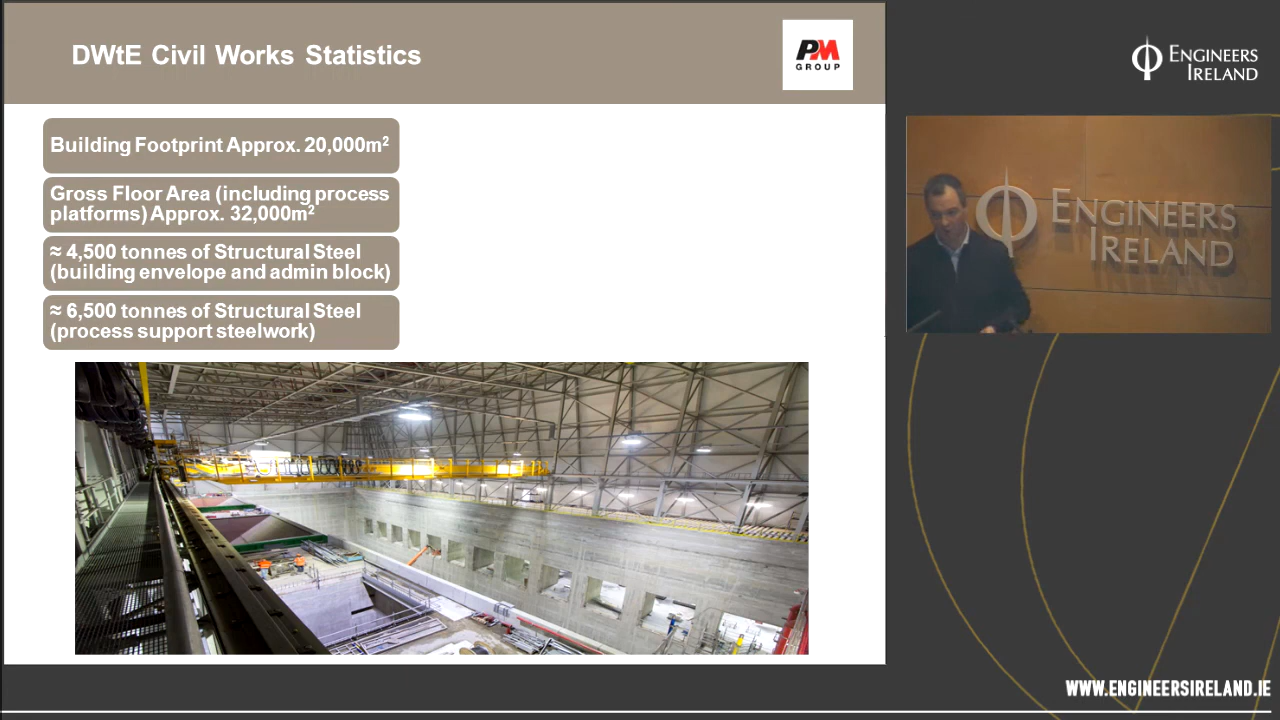 DWtE Civil Works Statistics
PM
GROUP
ENGINEERS
IRELAND
Building Footprint Approx. 20,000m²
Gross Floor Area (including process
platforms) Approx. 32,000m²
≈ 4,500 tonnes of Structural Steel
(building envelope and admin block)
≈ 6,500 tonnes of Structural Steel
(process support steelwork)
ENGINEERS
IRELAND
WWW.ENGINEERSIRELAND.IE